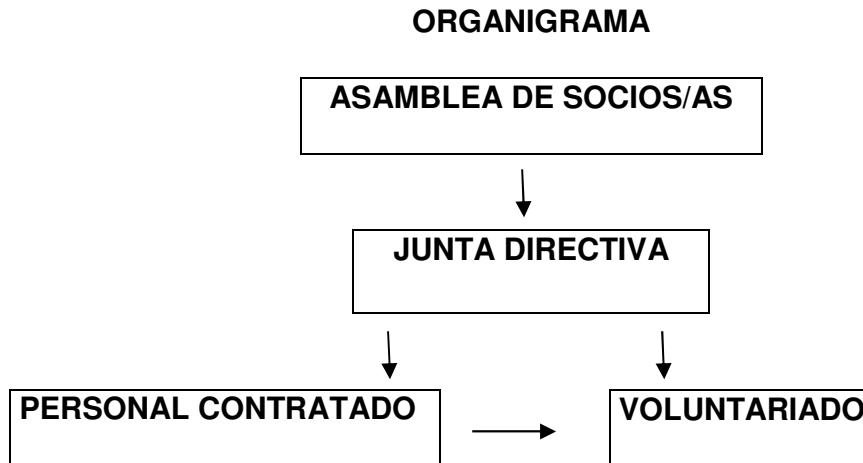 ORGANIGRAMA
ASAMBLEA DE SOCIOS/AS
JUNTA DIRECTIVA
PERSONAL CONTRATADO
VOLUNTARIADO